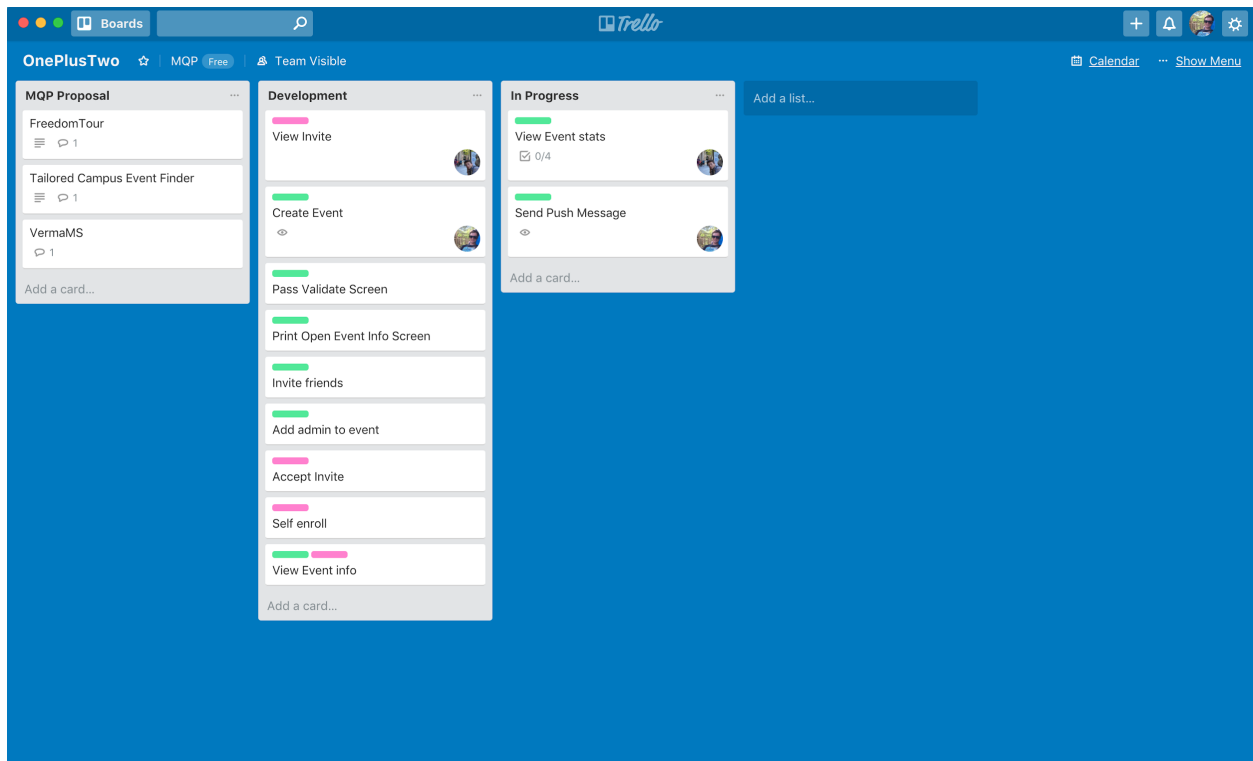 Boards
Trello
OnePlusTwo
MQP Free
Team Visible
Calendar
... Show Menu
MQP Proposal ...
FreedomTour
1
Tailored Campus Event Finder
1
VermaMS
1
Add a card...
Development ...
View Invite
Create Event
Pass Validate Screen
Print Open Event Info Screen
Invite friends
Add admin to event
Accept Invite
Self enroll
View Event info
Add a card...
In Progress ...
View Event stats
0/4
Send Push Message
Add a card...
Add a list...